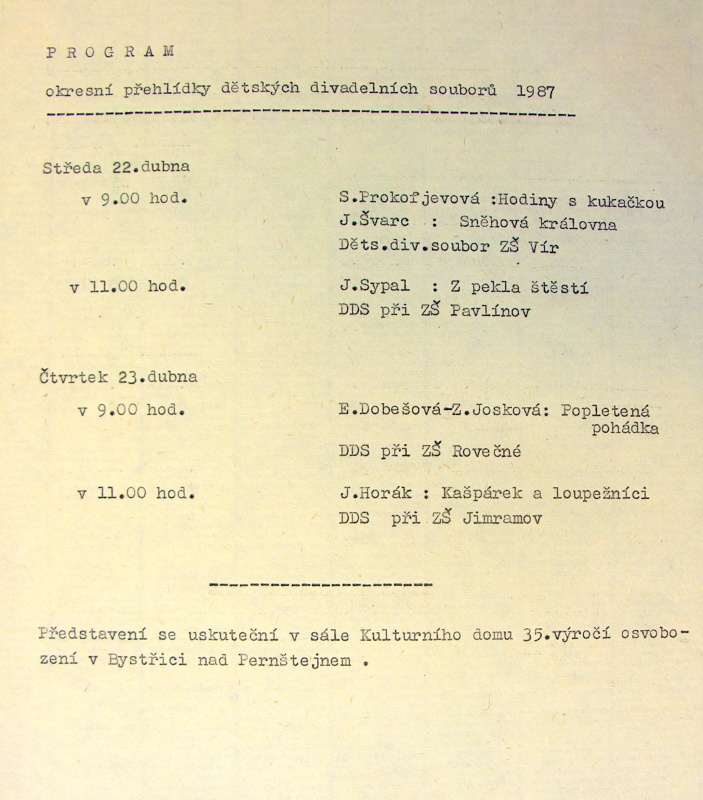 P R O G R A M
okresní přehlídky dětských divadelních souborů 1987
Středa 22.dubna
v 9.00 hod. S.Prokofjevová :Hodiny s kukačkou
J.Švarc : Sněhová královna
Děts.div.soubor ZŠ Vír
v 11.00 hod. J.Sypal : Z pekla štěstí
DDS při ZŠ Pavlínov
Čtvrtek 23.dubna
v 9.00 hod. E.Dobešová-Z.Josková: Popletená
pohádka
DDS při ZŠ Rovečné
v 11.00 hod. J.Horák : Kašpárek a loupežníci
DDS při ZŠ Jimramov
Představení se uskuteční v sále Kulturního domu 35.výročí osvobo-
zení v Bystřici nad Pernštejnem .